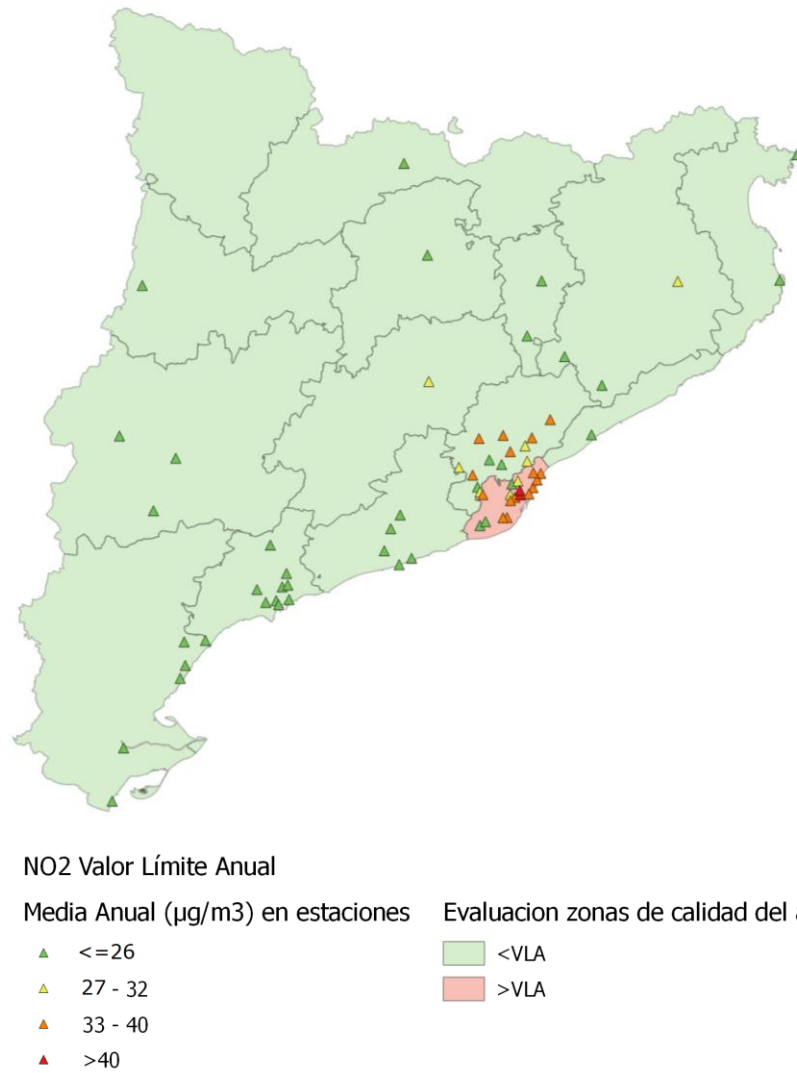 NO2 Valor Límite Anual
Media Anual (µg/m3) en estaciones
<=26
27 - 32
33 - 40
>40
Evaluacion zonas de calidad del
<VLA
>VLA